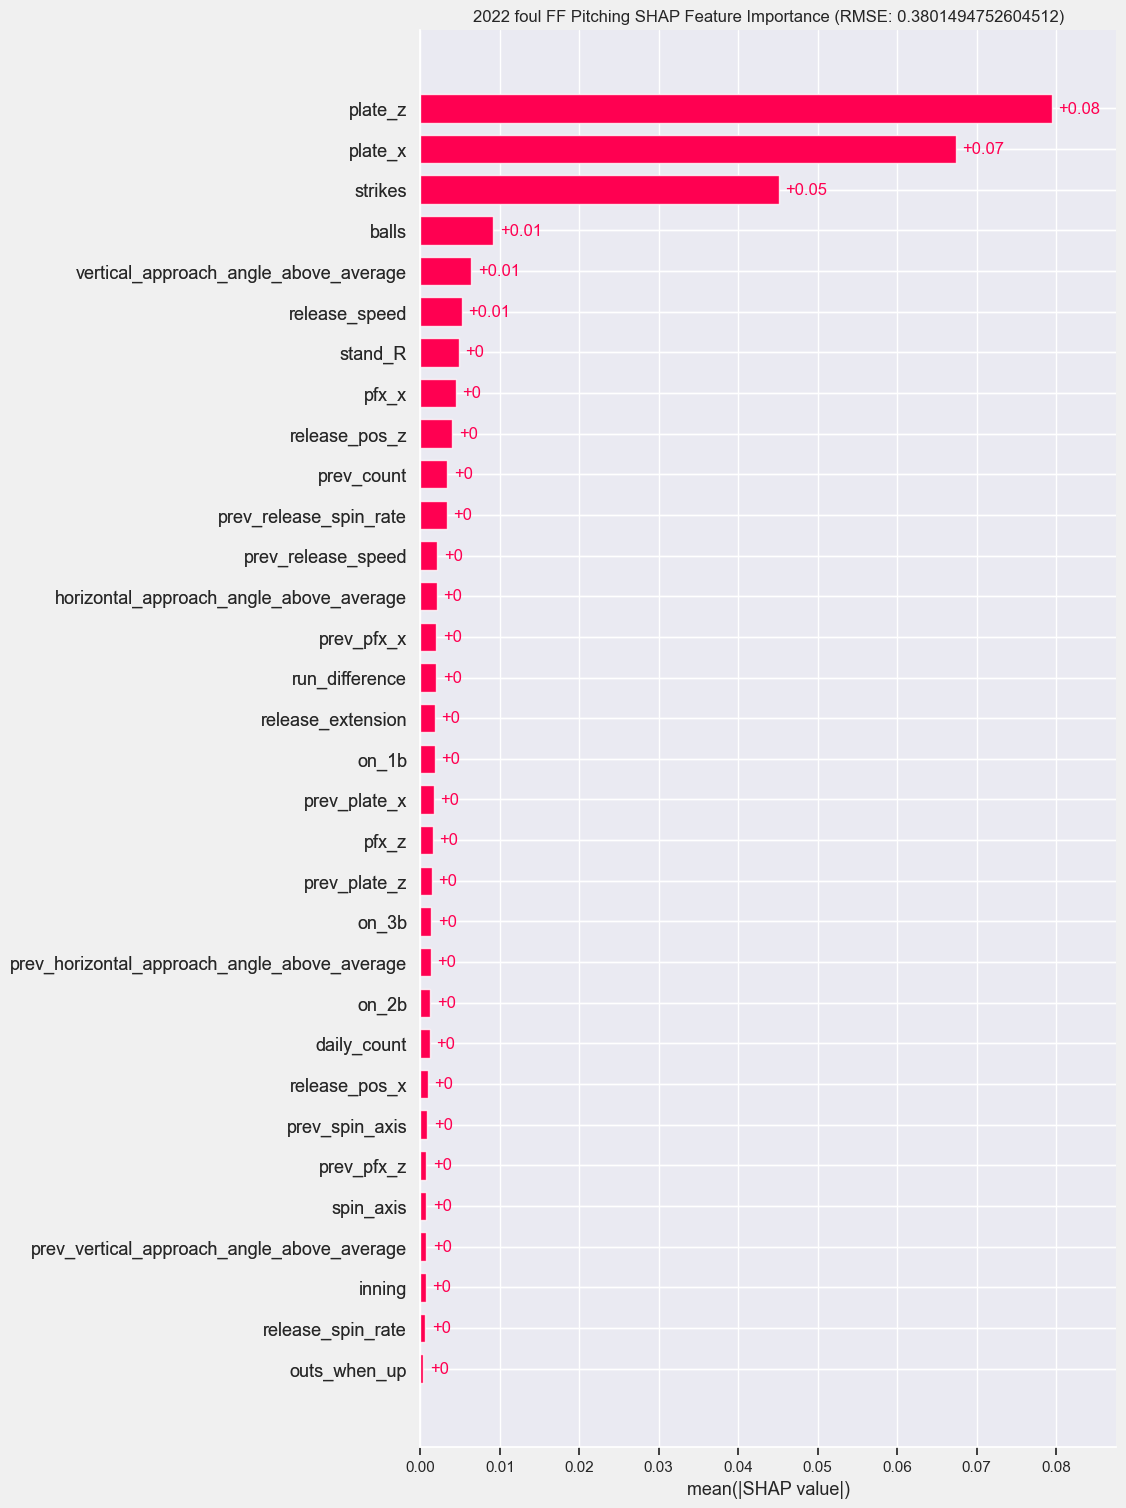 2022 foul FF Pitching SHAP Feature Importance (RMSE: 0.3801494752604512)
plate_z +0.08
plate_x +0.07
strikes +0.05
balls +0.01
vertical_approach_angle_above_average +0.01
release_speed +0.01
stand_R +0
pfx_x +0
release_pos_z +0
prev_count +0
prev_release_spin_rate +0
prev_release_speed +0
horizontal_approach_angle_above_average +0
prev_pfx_x +0
run_difference +0
release_extension +0
on_1b +0
prev_plate_x +0
pfx_z +0
prev_plate_z +0
on_3b +0
prev_horizontal_approach_angle_above_average +0
on_2b +0
daily_count +0
release_pos_x +0
prev_spin_axis +0
prev_pfx_z +0
spin_axis +0
prev_vertical_approach_angle_above_average +0
inning +0
release_spin_rate +0
outs_when_up +0
0.00 0.01 0.02 0.03 0.04 0.05 0.06 0.07 0.08
mean(|SHAP value|)